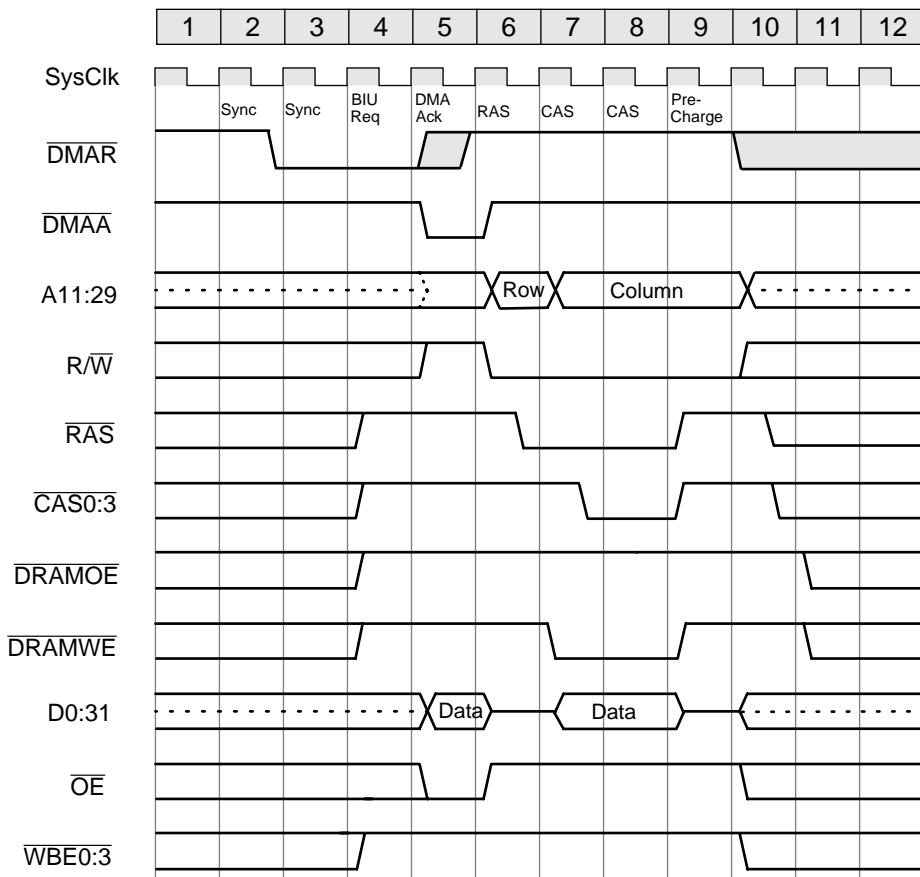 1 2 3 4 5 6 7 8 9 10 11 12
SysClk
Sync Sync BIU Req DMA Ack RAS CAS CAS Pre-Charge
DMAR
DMAA
A11:29 Row Column
R/W
RAS
CAS0:3
DRAMOE
DRAMWE
D0:31 Data Data
OE
WBE0:3